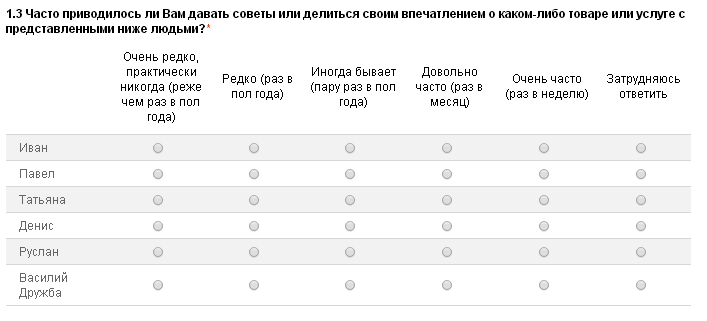 1.3 Часто приводилось ли Вам давать советы или делиться своим впечатлением о каком-либо товаре или услуге с
представленными ниже людьми?*
Очень редко,
практически
никогда (реже
чем раз в пол
года)
Редко (раз в
пол года)
Иногда бывает
(пару раз в пол
года)
Довольно
часто (раз в
месяц)
Очень часто
(раз в неделю)
Затрудняюсь
ответить
Иван
Павел
Татьяна
Денис
Руслан
Василий
Дружба